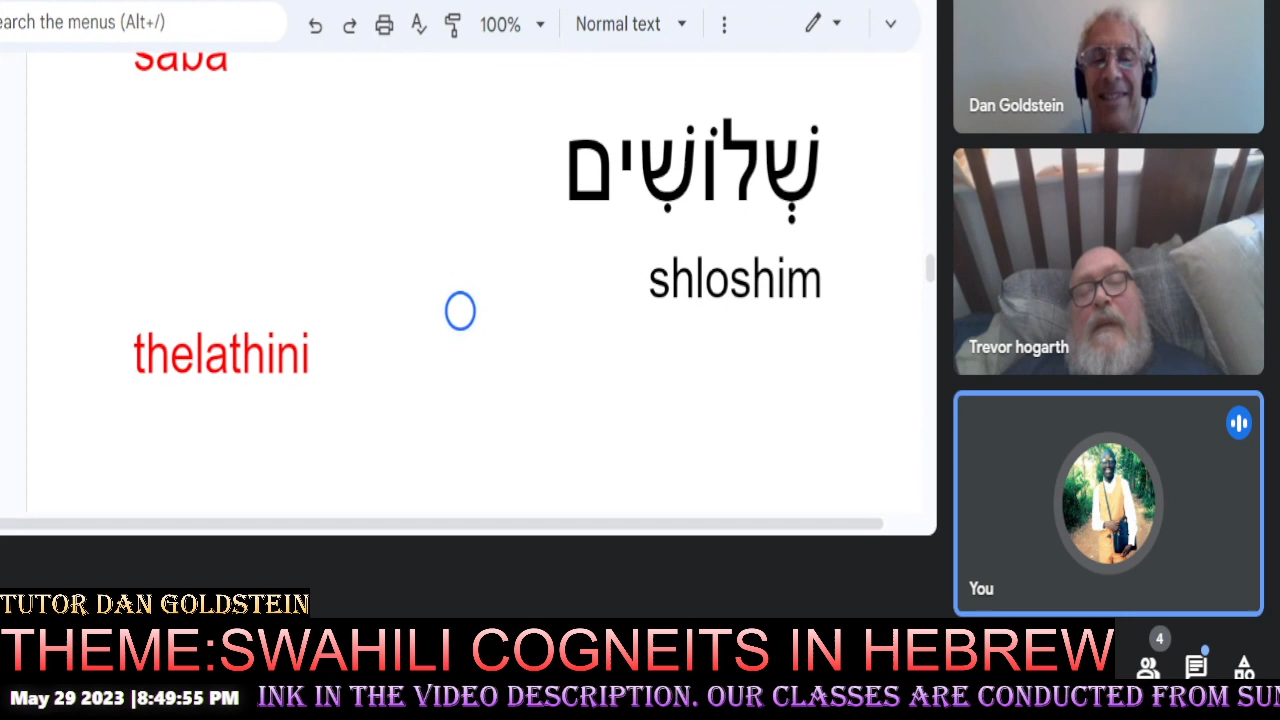 earch the menus (Alt+/)
100%
Normal text
saba
שְׁלוֹשִׁים
shloshim
thelathini
Dan Goldstein
Trevor hogarth
You
4
TUTOR DAN GOLDSTEIN
THEME:SWAHILI COGNEITS IN HEBREW
May 29 2023 |8:49:55 PM
INK IN THE VIDEO DESCRIPTION. OUR CLASSES ARE CONDUCTED FROM SUN